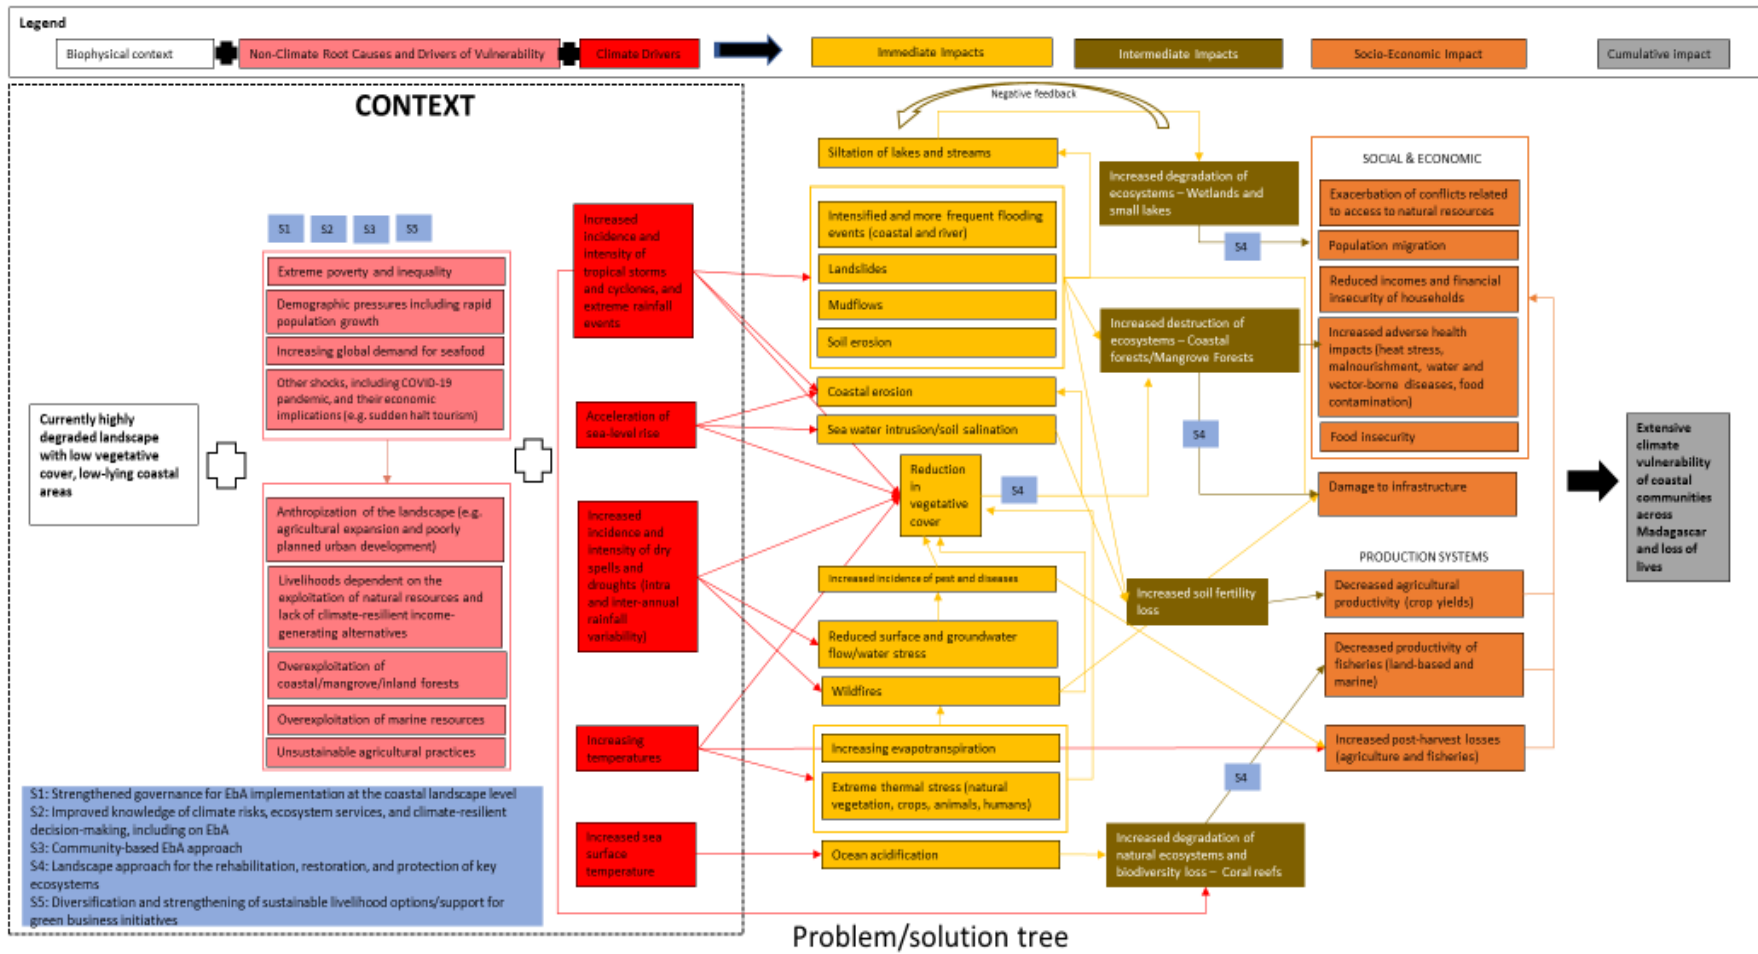 Legend
Biophysical context
Non-Climate Root Causes and Drivers of Vulnerability
Climate Drivers
Immediate Impacts
Intermediate Impacts
Socio-Economic Impact
Cumulative impact
CONTEXT
Currently highly
degraded landscape
with low vegetative
cover, low-lying coastal
areas
S1
S2
S3
S5
Extreme poverty and inequality
Demographic pressures including rapid
population growth
Increasing global demand for seafood
Other shocks, including COVID-19
pandemic, and their economic
implications (e.g. sudden halt tourism)
Anthropization of the landscape (e.g.
agricultural expansion and poorly
planned urban development)
Livelihoods dependent on the
exploitation of natural resources and
lack of climate-resilient income-
generating alternatives
Overexploitation of
coastal/mangrove/inland forests
Overexploitation of marine resources
Unsustainable agricultural practices
S1: Strengthened governance for EbA implementation at the coastal landscape level
S2: Improved knowledge of climate risks, ecosystem services, and climate-resilient
decision-making, including on EbA
S3: Community-based EbA approach
S4: Landscape approach for the rehabilitation, restoration, and protection of key
ecosystems
S5: Diversification and strengthening of sustainable livelihood options/support for
green business initiatives
Increased
incidence and
intensity of
tropical storms
and cyclones, and
extreme rainfall
events
Acceleration of
sea-level rise
Increased
incidence and
intensity of dry
spells and
droughts (intra
and inter-annual
rainfall
variability)
Increasing
temperatures
Increased sea
surface
temperature
Negative feedback
Siltation of lakes and streams
Intensified and more frequent flooding
events (coastal and river)
Landslides
Mudflows
Soil erosion
Coastal erosion
Sea water intrusion/soil salination
Reduction
in
vegetative
cover
S4
Increased incidence of pest and diseases
Reduced surface and groundwater
flow/water stress
Wildfires
Increasing evapotranspiration
Extreme thermal stress (natural
vegetation, crops, animals, humans)
Ocean acidification
Increased degradation of
ecosystems – Wetlands and
small lakes
S4
Increased destruction of
ecosystems – Coastal
forests/Mangrove Forests
S4
Increased soil fertility
loss
S4
Increased degradation of
natural ecosystems and
biodiversity loss – Coral reefs
SOCIAL & ECONOMIC
Exacerbation of conflicts related
to access to natural resources
Population migration
Reduced incomes and financial
insecurity of households
Increased adverse health
impacts (heat stress,
malnourishment, water and
vector-borne diseases, food
contamination)
Food insecurity
Damage to infrastructure
PRODUCTION SYSTEMS
Decreased agricultural
productivity (crop yields)
Decreased productivity of
fisheries (land-based and
marine)
Increased post-harvest losses
(agriculture and fisheries)
Extensive
climate
vulnerability
of coastal
communities
across
Madagascar
and loss of
lives
Problem/solution tree